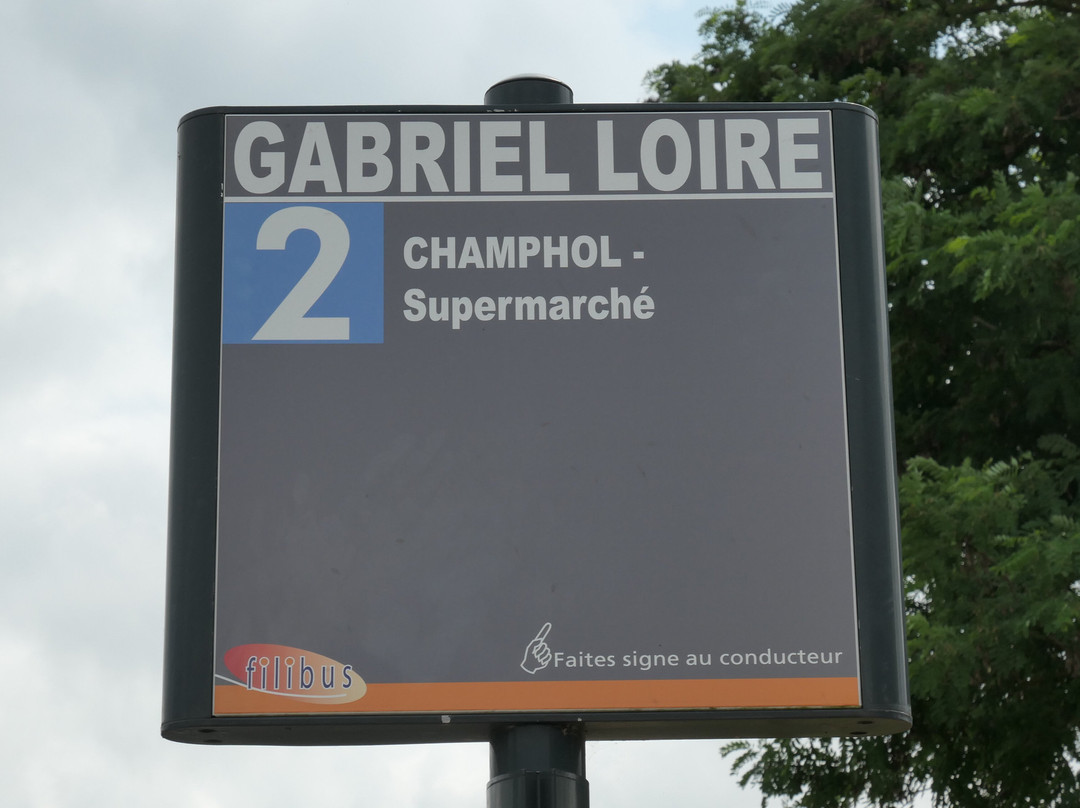 GABRIEL LOIRE
2
CHAMPHOL -
Supermarché
filibus
Faites signe au conducteur